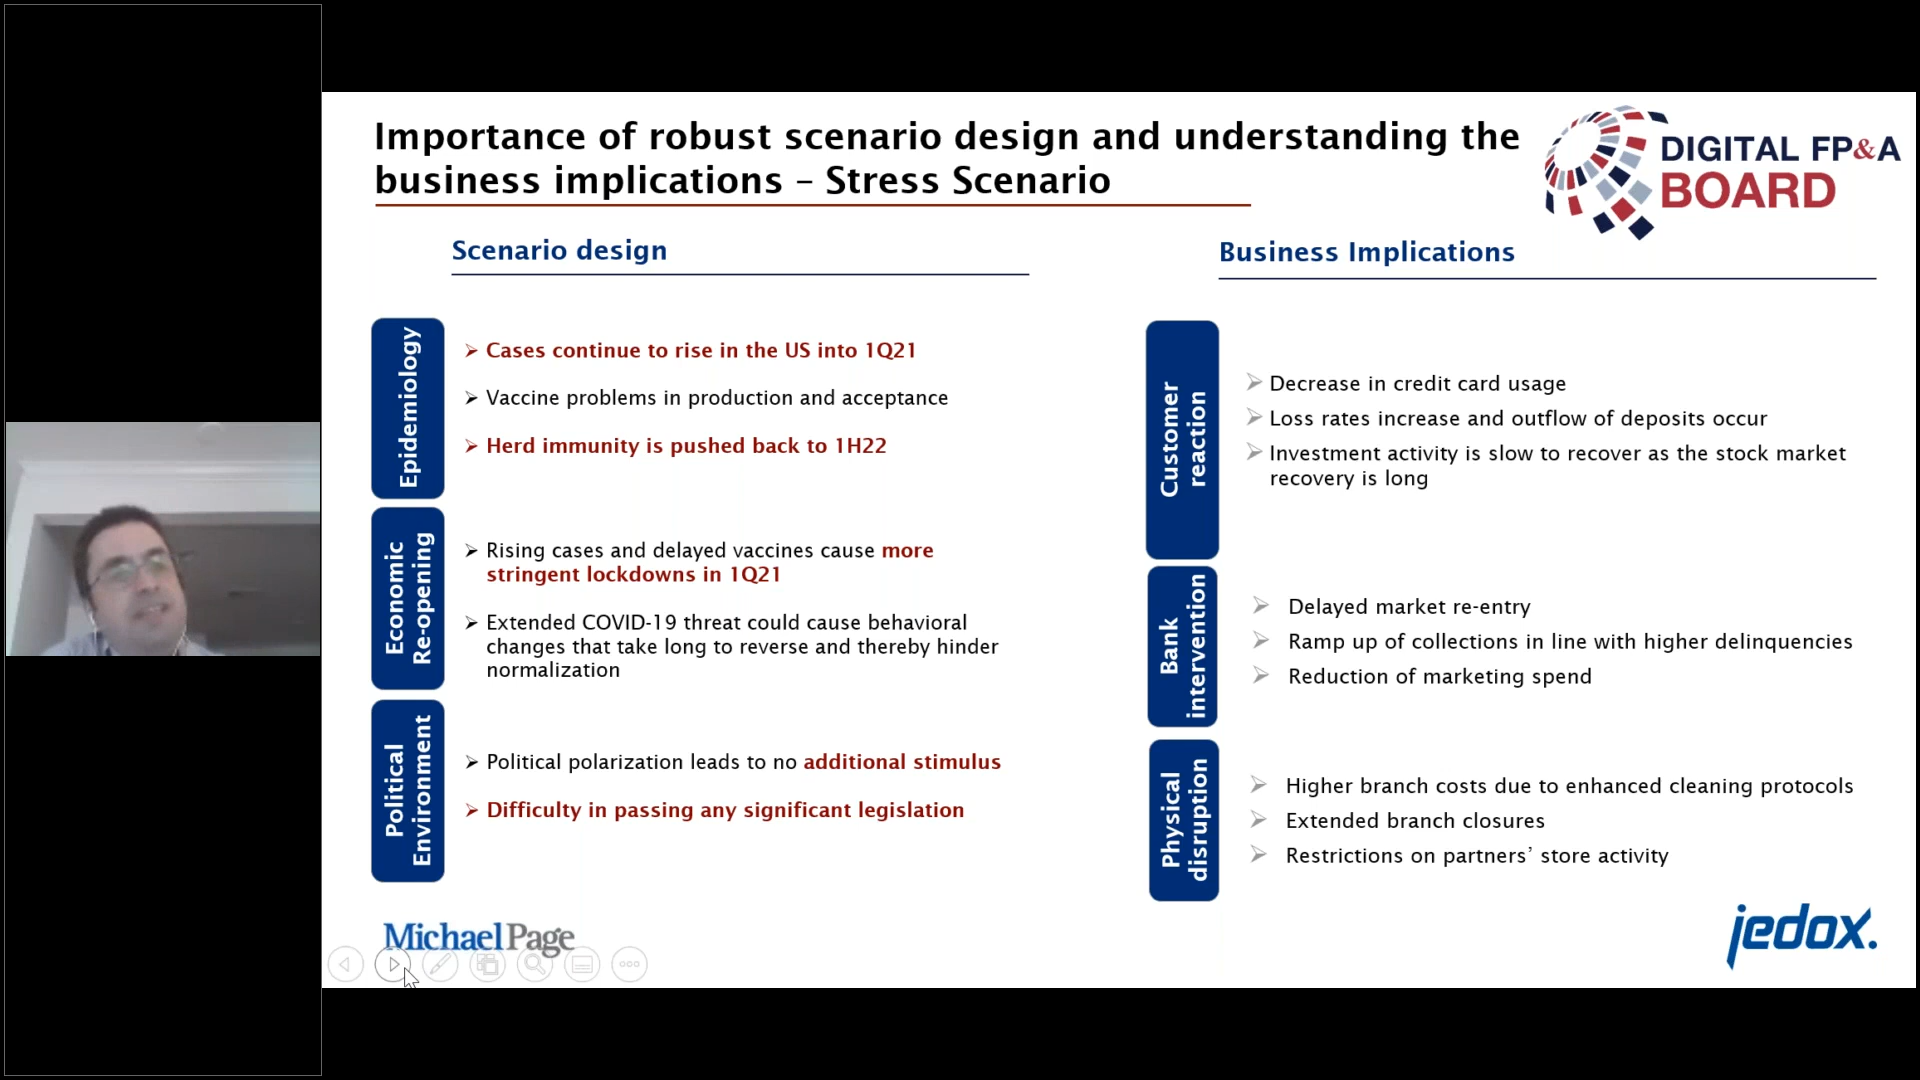 Importance of robust scenario design and understanding the
business implications – Stress Scenario
DIGITAL FP&A
BOARD
Scenario design
Epidemiology
➢ Cases continue to rise in the US into 1Q21
➢ Vaccine problems in production and acceptance
➢ Herd immunity is pushed back to 1H22
Economic
Re-opening
➢ Rising cases and delayed vaccines cause more
stringent lockdowns in 1Q21
➢ Extended COVID-19 threat could cause behavioral
changes that take long to reverse and thereby hinder
normalization
Political
Environment
➢ Political polarization leads to no additional stimulus
➢ Difficulty in passing any significant legislation
Business Implications
Customer
reaction
➢ Decrease in credit card usage
➢ Loss rates increase and outflow of deposits occur
➢ Investment activity is slow to recover as the stock market
recovery is long
Bank
intervention
➢ Delayed market re-entry
➢ Ramp up of collections in line with higher delinquencies
➢ Reduction of marketing spend
Physical
disruption
➢ Higher branch costs due to enhanced cleaning protocols
➢ Extended branch closures
➢ Restrictions on partners’ store activity
MichaelPage
jedox.